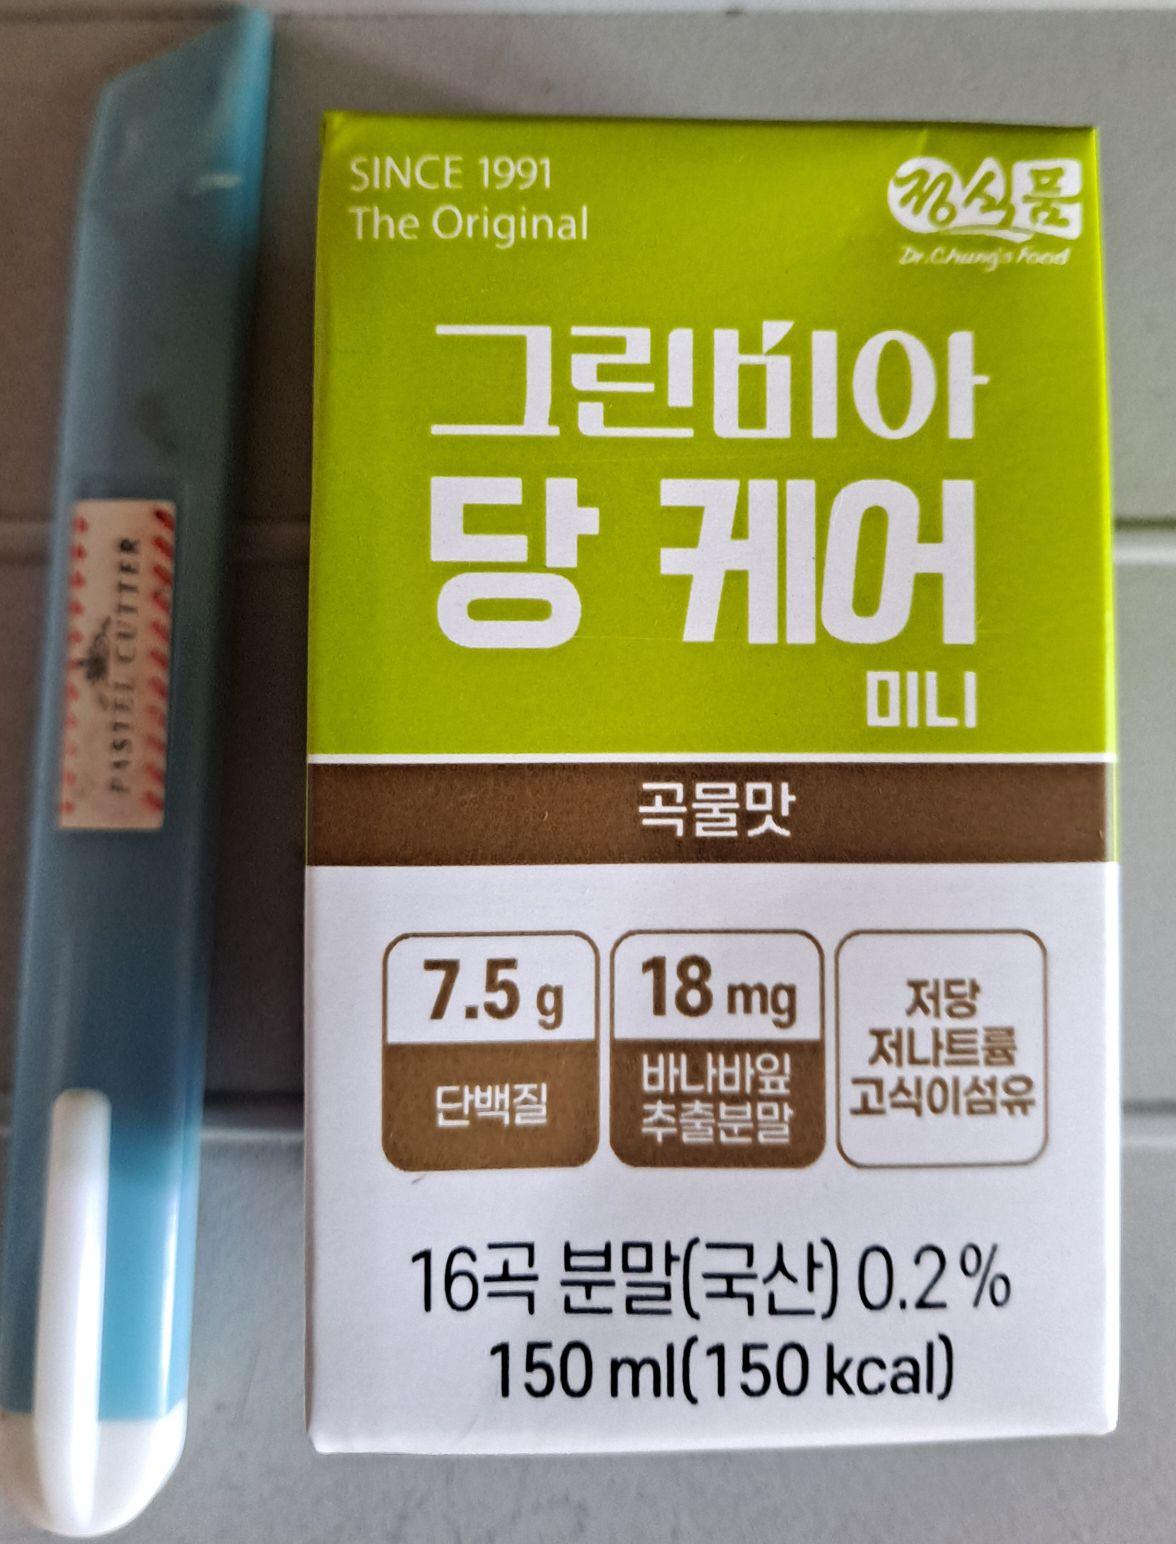 SINCE 1991
The Original
정식품
Dr.Chung's Food
그린비아
당 케어
미니
곡물맛
7.5 g
단백질
18 mg
바나바잎
추출분말
저당
저나트륨
고식이섬유
16곡 분말(국산) 0.2%
150 ml(150 kcal)
PASTEL CUTTER